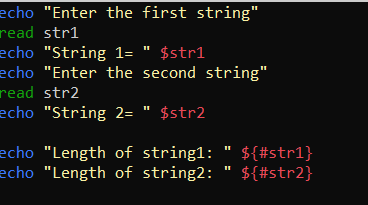 echo "Enter the first string"
read str1
echo "String 1= " $str1
echo "Enter the second string"
read str2
echo "String 2= " $str2
echo "Length of string1: " ${#str1}
echo "Length of string2: " ${#str2}